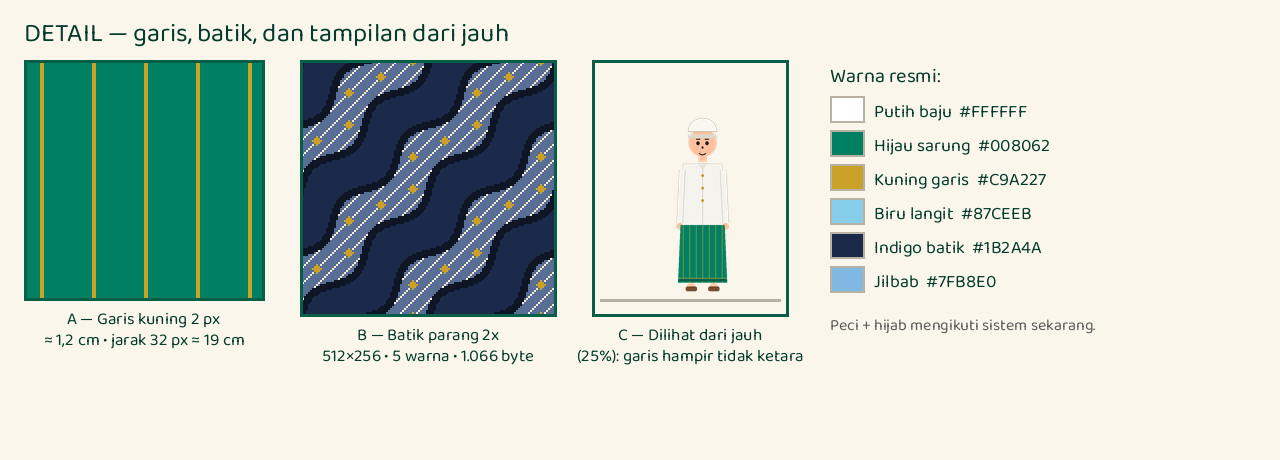 DETAIL — garis, batik, dan tampilan dari jauh
A — Garis kuning 2 px
≈ 1,2 cm • jarak 32 px ≈ 19 cm
B — Batik parang 2x
512×256 • 5 warna • 1.066 byte
C — Dilihat dari jauh
(25%): garis hampir tidak ketara
Warna resmi:
Putih baju #FFFFFF
Hijau sarung #008062
Kuning garis #C9A227
Biru langit #87CEEB
Indigo batik #1B2A4A
Jilbab #7FB8E0
Peci + hijab mengikuti sistem sekarang.